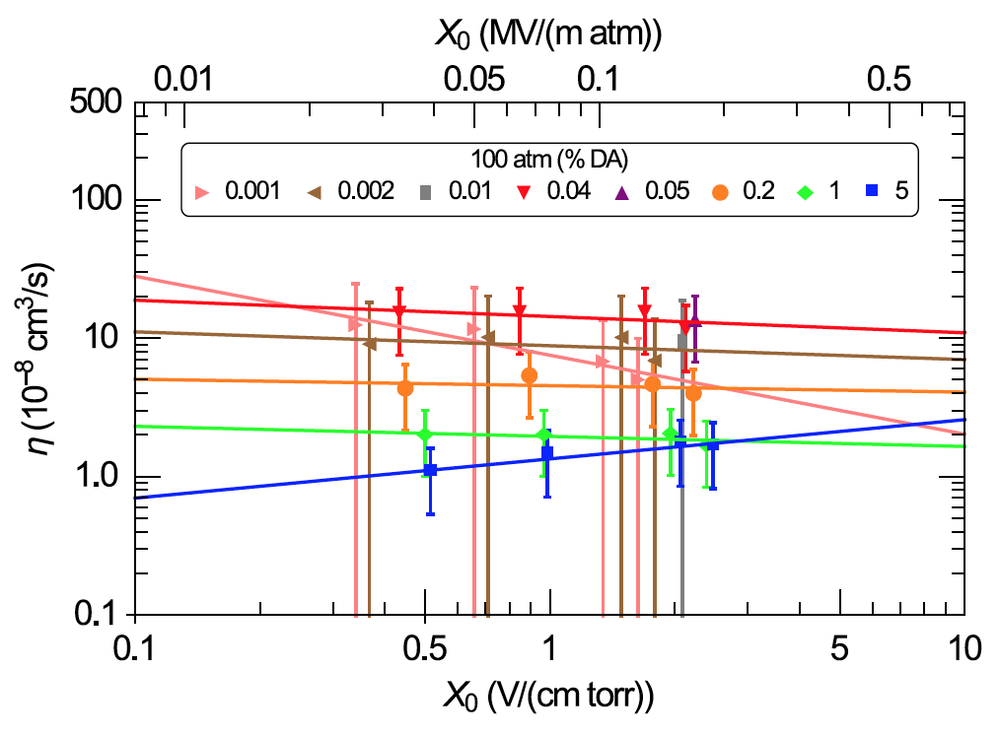 X₀ (MV/(m atm))
0.01 0.05 0.1 0.5
500
100 atm (% DA)
0.001 0.002 0.01 0.04 0.05 0.2 1 5
100
10
1.0
0.1
η (10⁻⁸ cm³/s)
0.1 0.5 1 5 10
X₀ (V/(cm torr))